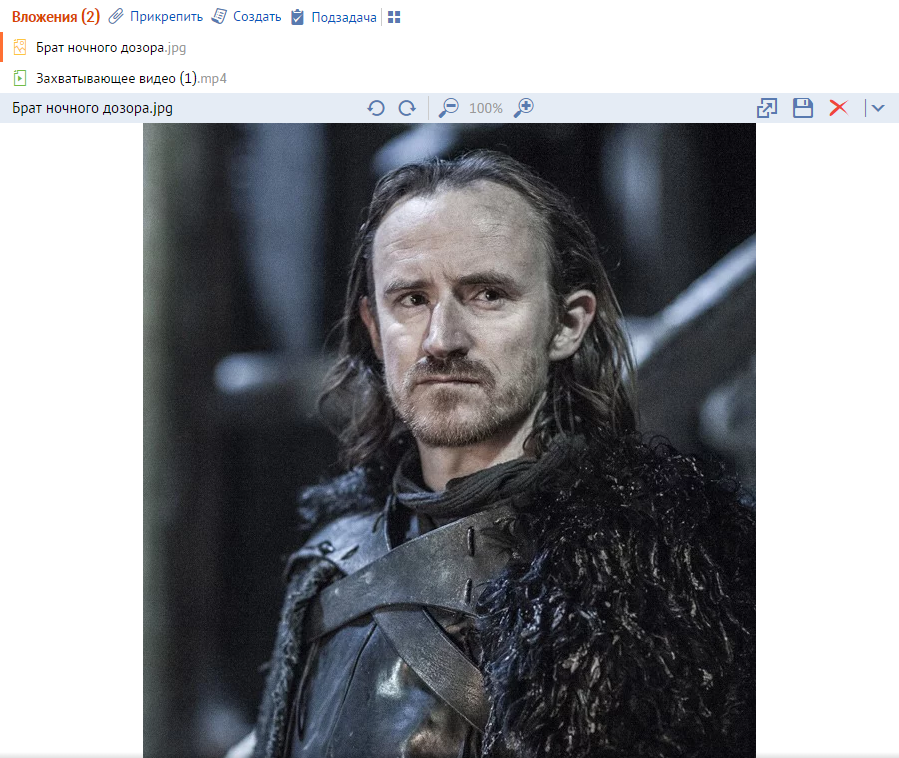 Вложения (2) Прикрепить Создать Подзадача
Брат ночного дозора.jpg
Захватывающее видео (1).mp4
Брат ночного дозора.jpg 100%